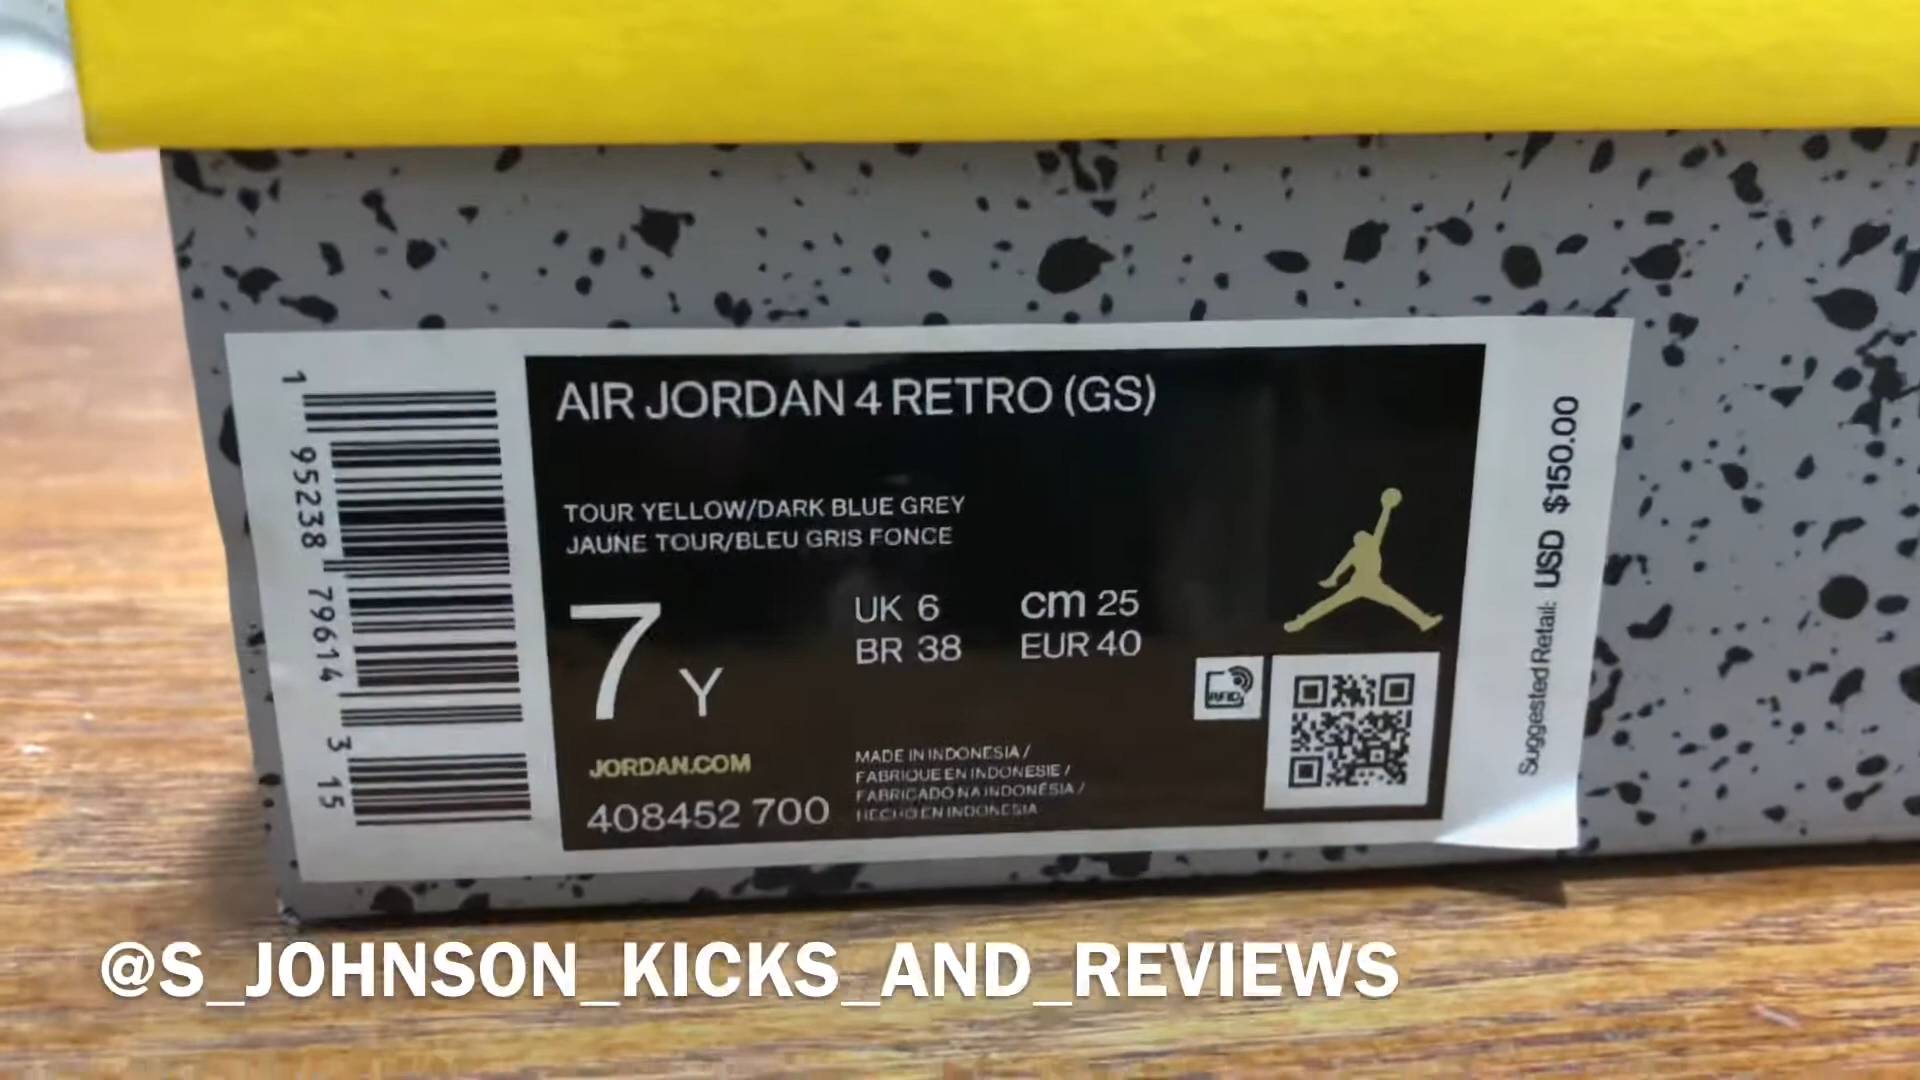 AIR JORDAN 4 RETRO (GS)
TOUR YELLOW/DARK BLUE GREY
JAUNE TOUR/BLEU GRIS FONCE
7 Y
UK 6
cm 25
BR 38
EUR 40
JORDAN.COM
408452 700
MADE IN INDONESIA /
FABRIQUE EN INDONESIE /
FABRICADO NA INDONÉSIA /
HECHO EN INDONESIA
RFID
1 95238 79614 3 15
Suggested Retail: USD $150.00
@S_JOHNSON_KICKS_AND_REVIEWS